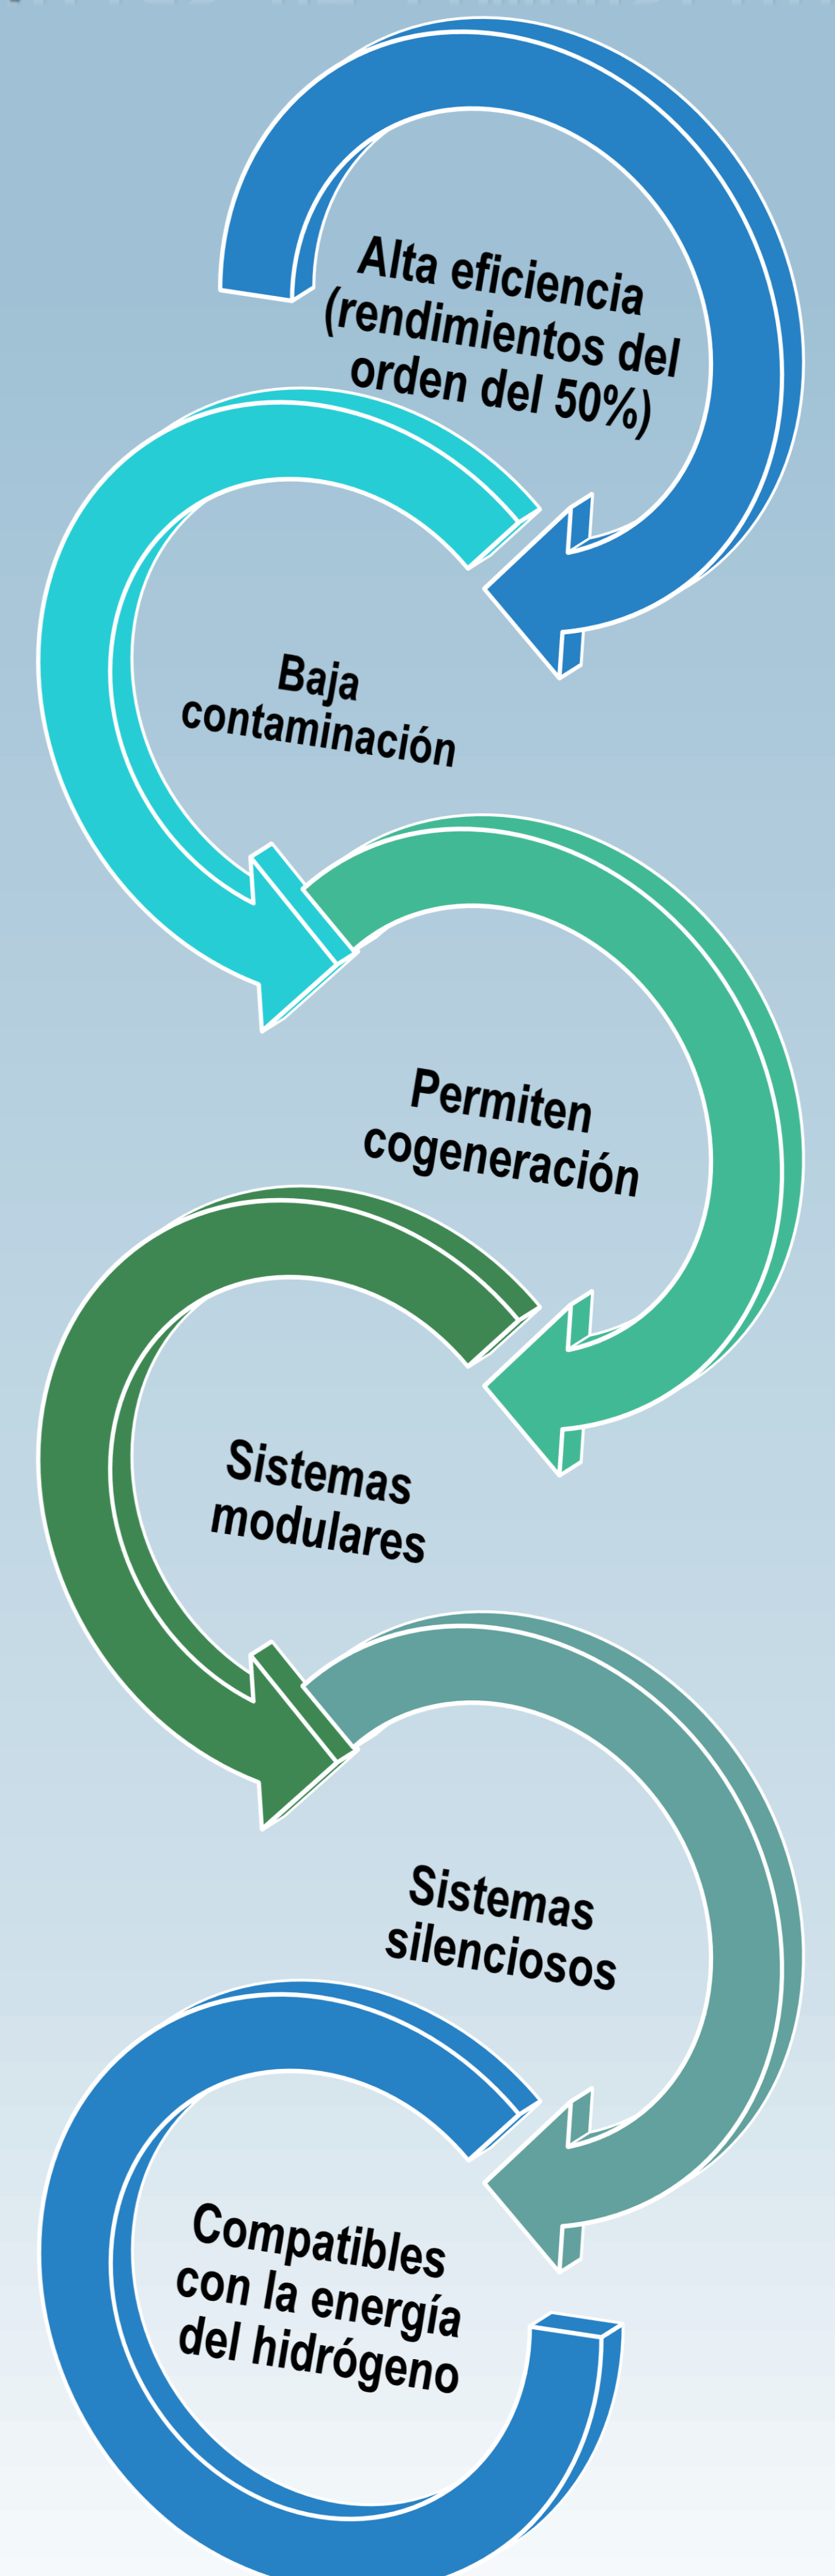 Alta eficiencia
(rendimientos del
orden del 50%)
Baja
contaminación
Permiten
cogeneración
Sistemas
modulares
Sistemas
silenciosos
Compatibles
con la energía
del hidrógeno